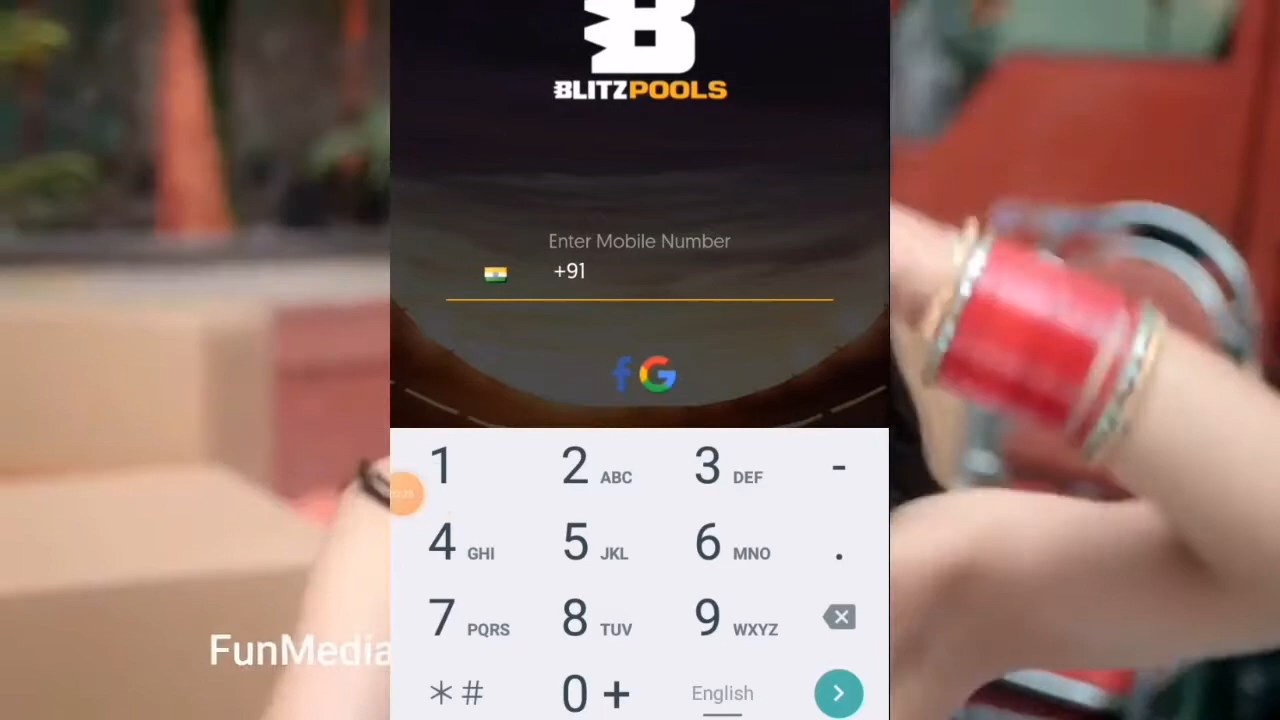 BLITZPOOLS
Enter Mobile Number
+91
f G
1 2 ABC 3 DEF -
4 GHI 5 JKL 6 MNO .
7 PQRS 8 TUV 9 WXYZ
* # 0 + English
FunMedia